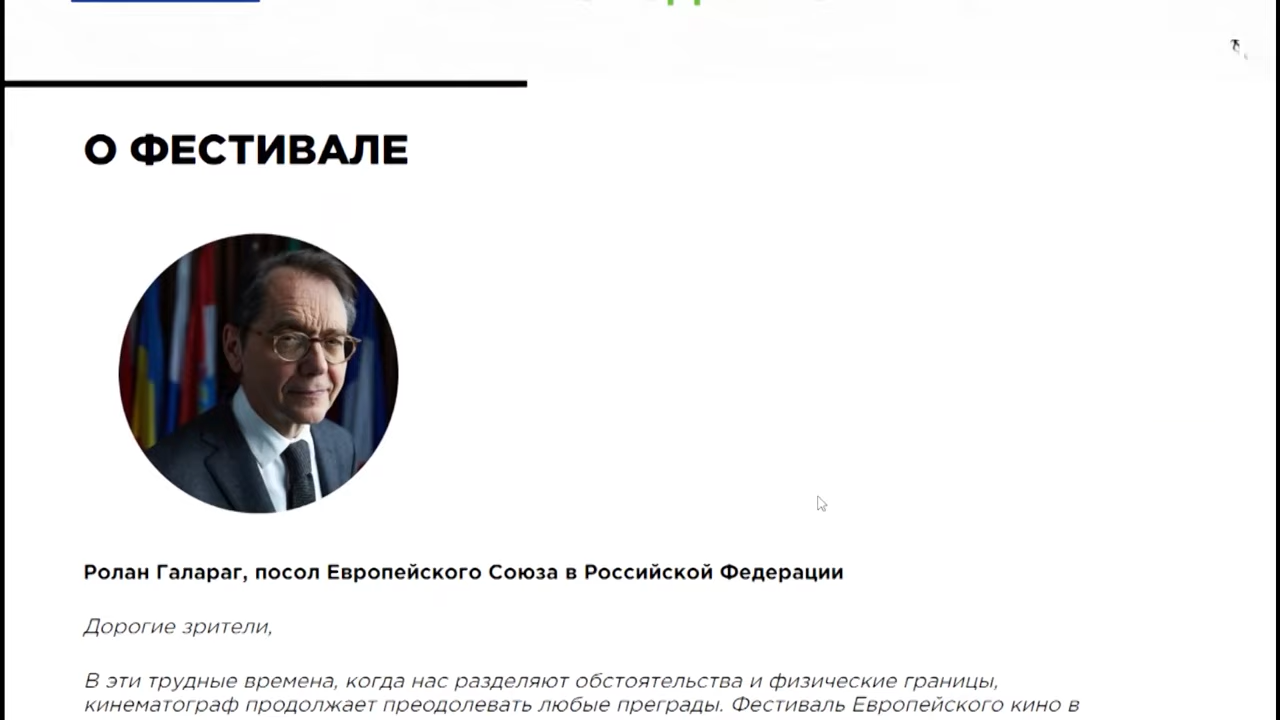 О ФЕСТИВАЛЕ
Ролан Галараг, посол Европейского Союза в Российской Федерации
Дорогие зрители,
В эти трудные времена, когда нас разделяют обстоятельства и физические границы,
кинематограф продолжает преодолевать любые преграды. Фестиваль Европейского кино в